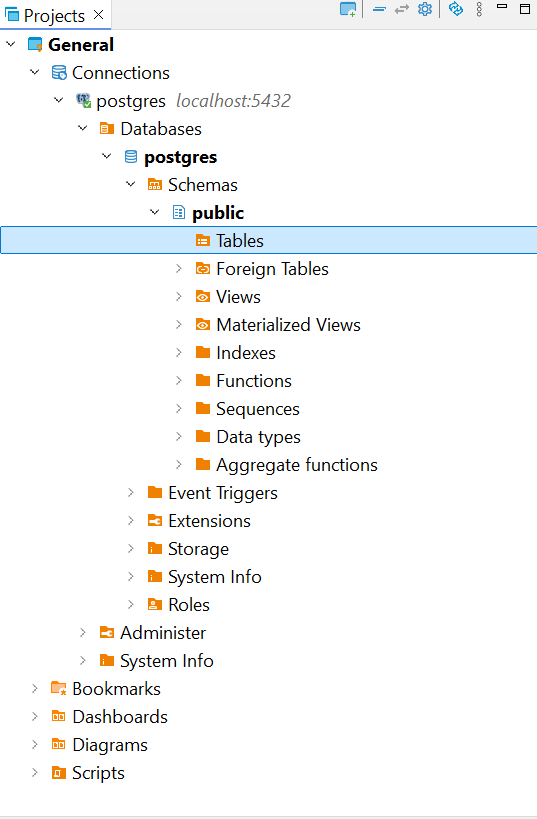 Projects
General
Connections
postgres localhost:5432
Databases
postgres
Schemas
public
Tables
Foreign Tables
Views
Materialized Views
Indexes
Functions
Sequences
Data types
Aggregate functions
Event Triggers
Extensions
Storage
System Info
Roles
Administer
System Info
Bookmarks
Dashboards
Diagrams
Scripts